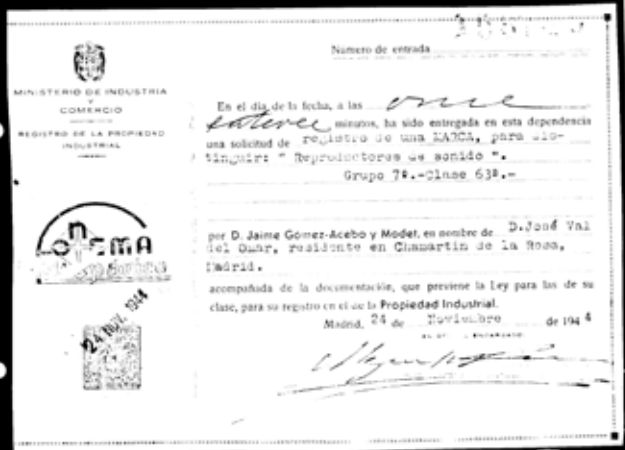 Numero de entrada
MINISTERIO DE INDUSTRIA
Y
COMERCIO
REGISTRO DE LA PROPIEDAD
INDUSTRIAL
En el día de la fecha, a las once
catorce minutos, ha sido entregada en esta dependencia
una solicitud de registro de una MARCA, para dis-
tinguir: " Reproductores de sonido ".
Grupo 7º.-Clase 63ª.-
por D. Jaime Gómez-Acebo y Modet, en nombre de D.José Val
del Omar, residente en Chamartin de la Rosa,
Madrid.
acompañada de la documentación, que previene la Ley para las de su
clase, para su registro en el de la Propiedad Industrial.
Madrid, 24 de Noviembre de 1944
24 NOV. 1944